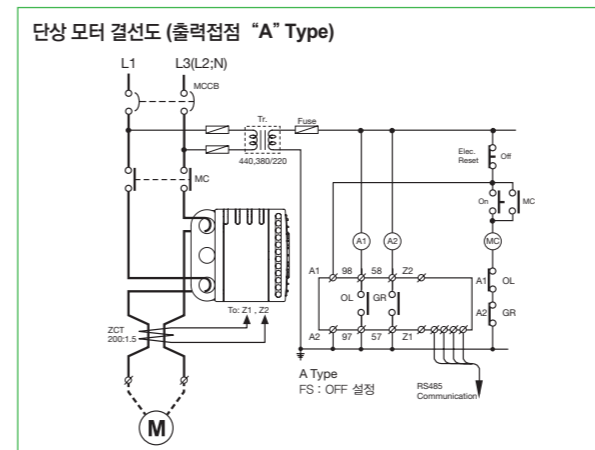 단상 모터 결선도 (출력접점 “A” Type)
L1 L3(L2;N)
MCCB
Tr. Fuse
440,380/220
Elec. Reset Off
MC
On MC
A1 A2 MC
A1 98 58 Z2
A1 OL
OL GR
A2 GR
To: Z1 , Z2
ZCT
200:1.5
A2 97 57 Z1
A Type
FS : OFF 설정
RS485
Communication
M